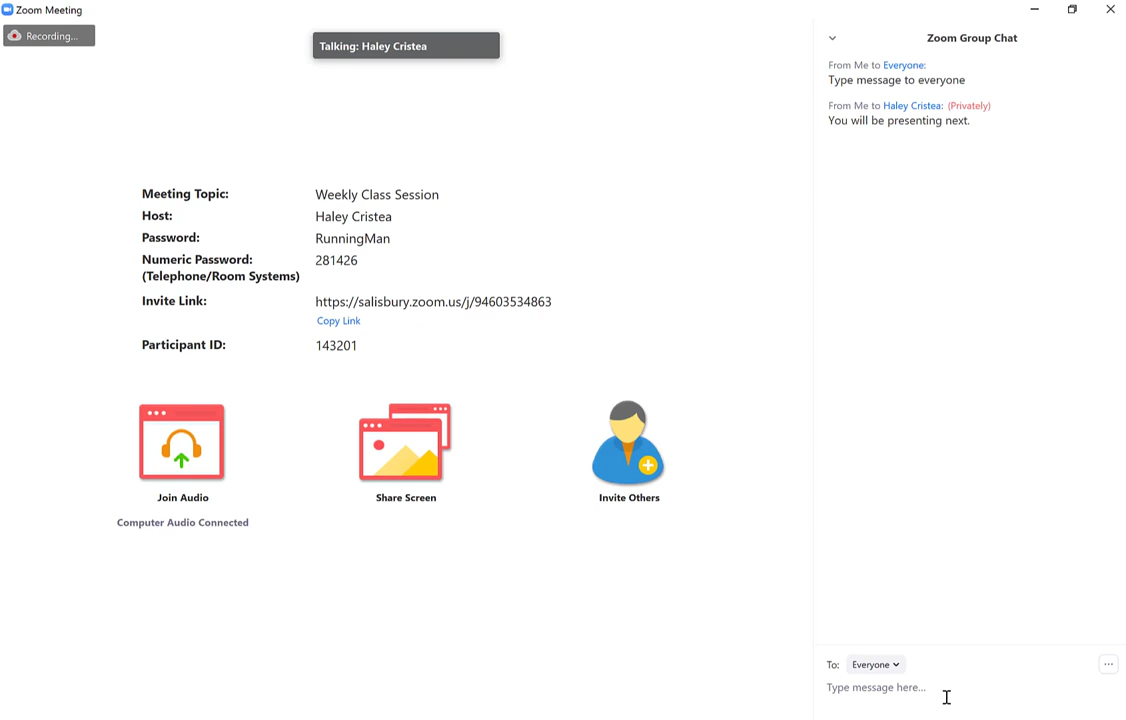 Zoom Meeting
Recording...
Talking: Haley Cristea
Meeting Topic: Weekly Class Session
Host: Haley Cristea
Password: RunningMan
Numeric Password: 281426
(Telephone/Room Systems)
Invite Link: https://salisbury.zoom.us/j/94603534863
Copy Link
Participant ID: 143201
Join Audio
Share Screen
Invite Others
Computer Audio Connected
Zoom Group Chat
From Me to Everyone:
Type message to everyone
From Me to Haley Cristea: (Privately)
You will be presenting next.
To: Everyone
Type message here...